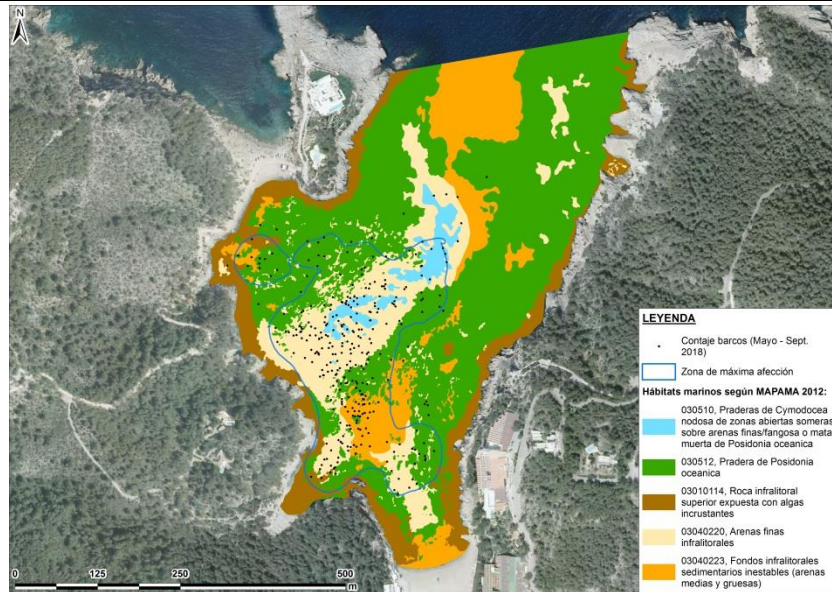 N
LEYENDA
Contaje barcos (Mayo - Sept.
2018)
Zona de máxima afección
Hábitats marinos según MAPAMA 2012:
030510, Praderas de Cymodocea
nodosa de zonas abiertas someras
sobre arenas finas/fangosa o mata
muerta de Posidonia oceanica
030512, Pradera de Posidonia
oceanica
03010114, Roca infralitoral
superior expuesta con algas
incrustantes
03040220, Arenas finas
infralitorales
03040223, Fondos infralitorales
sedimentarios inestables (arenas
medias y gruesas)
0 125 250 500
m